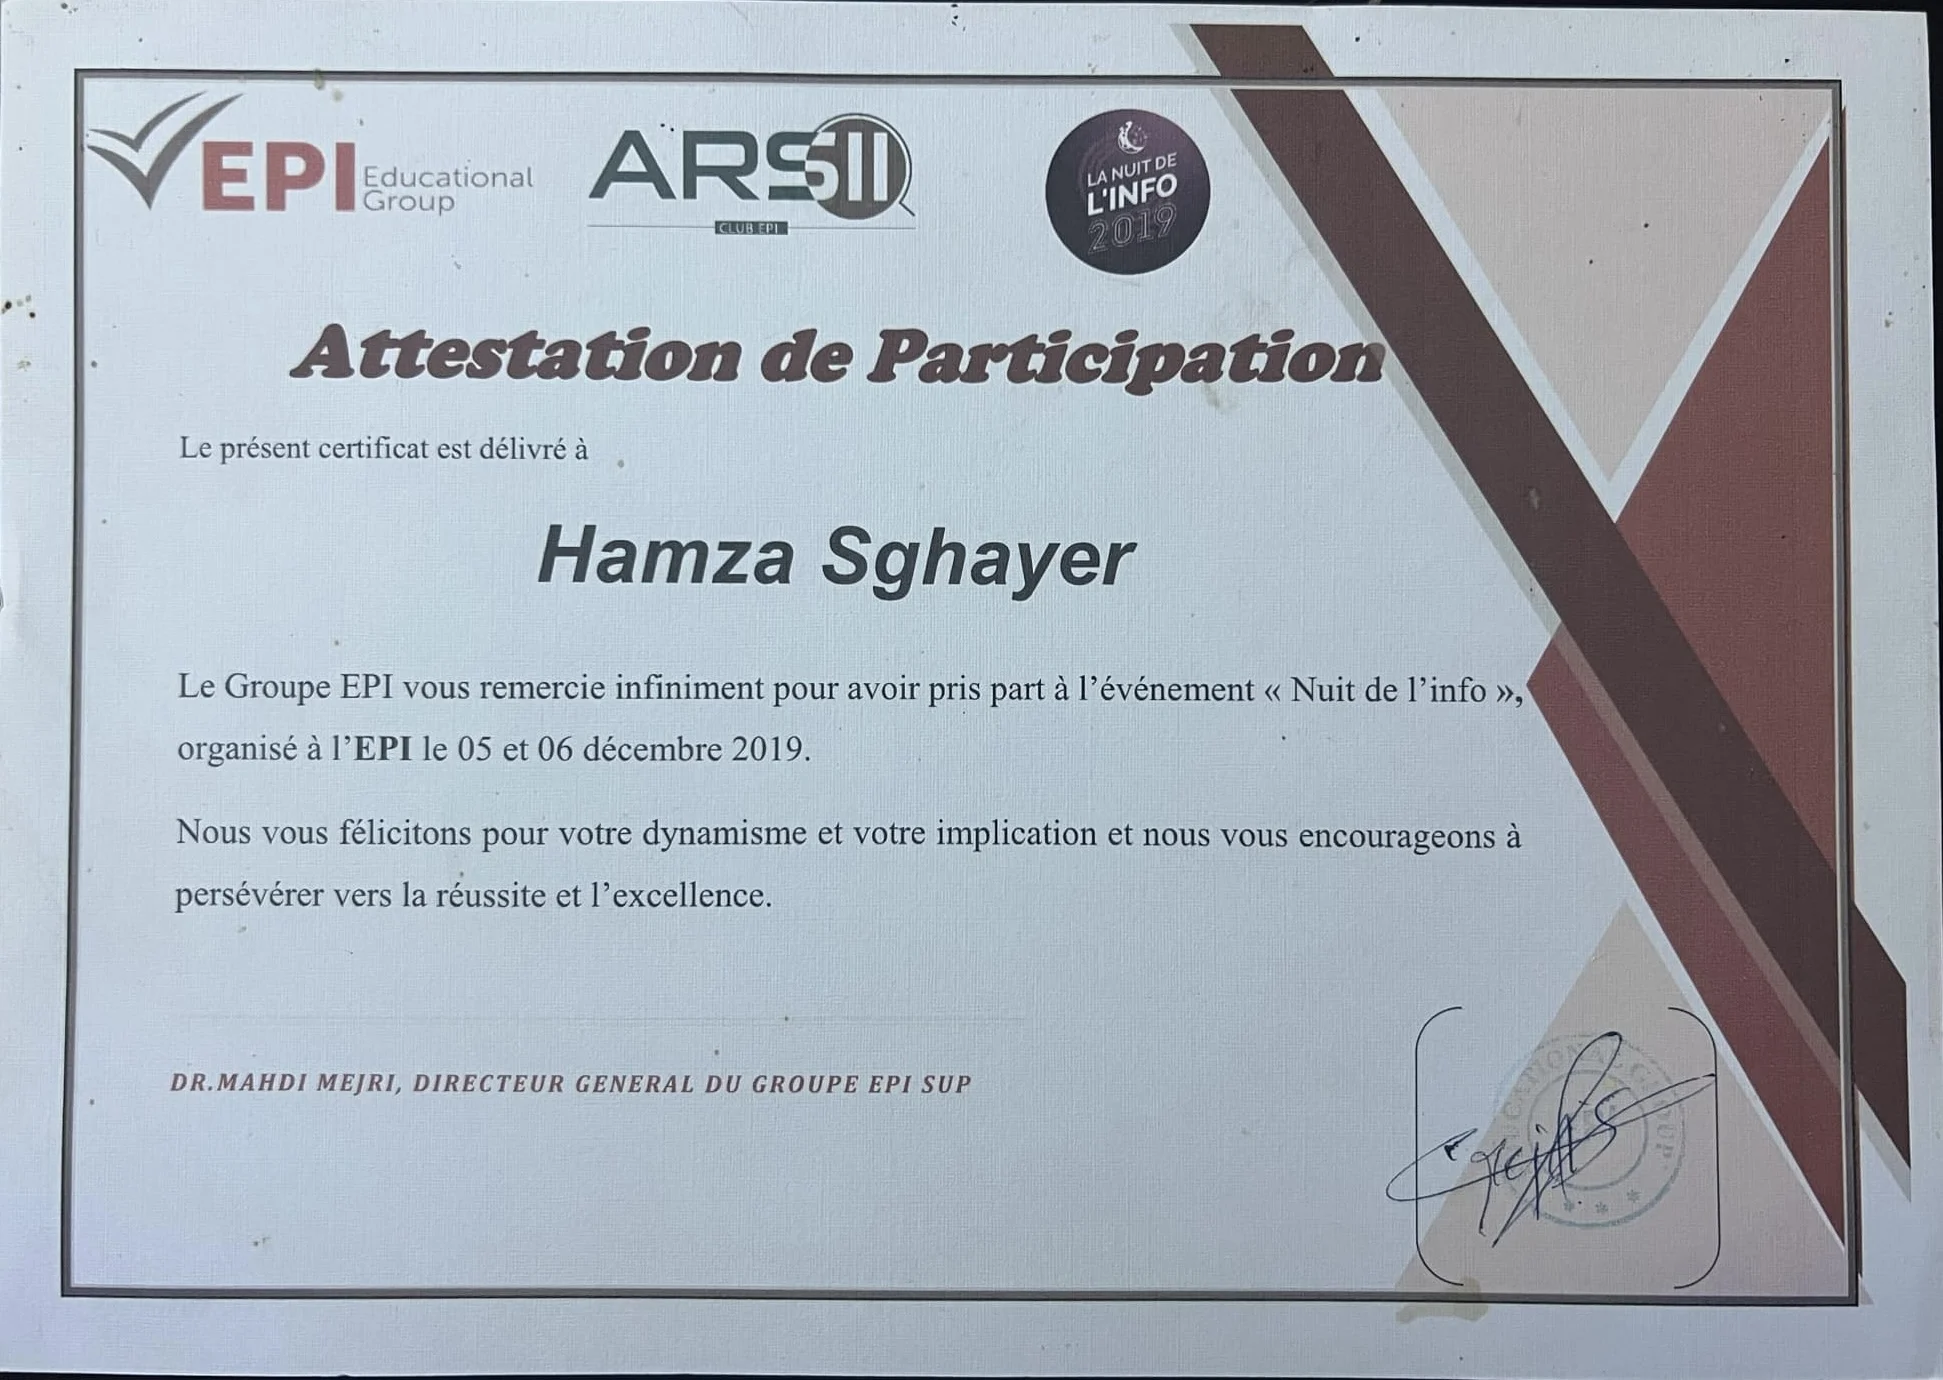 EPI Educational Group
ARSII
CLUB EPI
LA NUIT DE
L'INFO
2019
Attestation de Participation
Le présent certificat est délivré à
Hamza Sghayer
Le Groupe EPI vous remercie infiniment pour avoir pris part à l’événement « Nuit de l’info »,
organisé à l’EPI le 05 et 06 décembre 2019.
Nous vous félicitons pour votre dynamisme et votre implication et nous vous encourageons à
persévérer vers la réussite et l’excellence.
DR.MAHDI MEJRI, DIRECTEUR GENERAL DU GROUPE EPI SUP
EDUCATIONAL GROUP